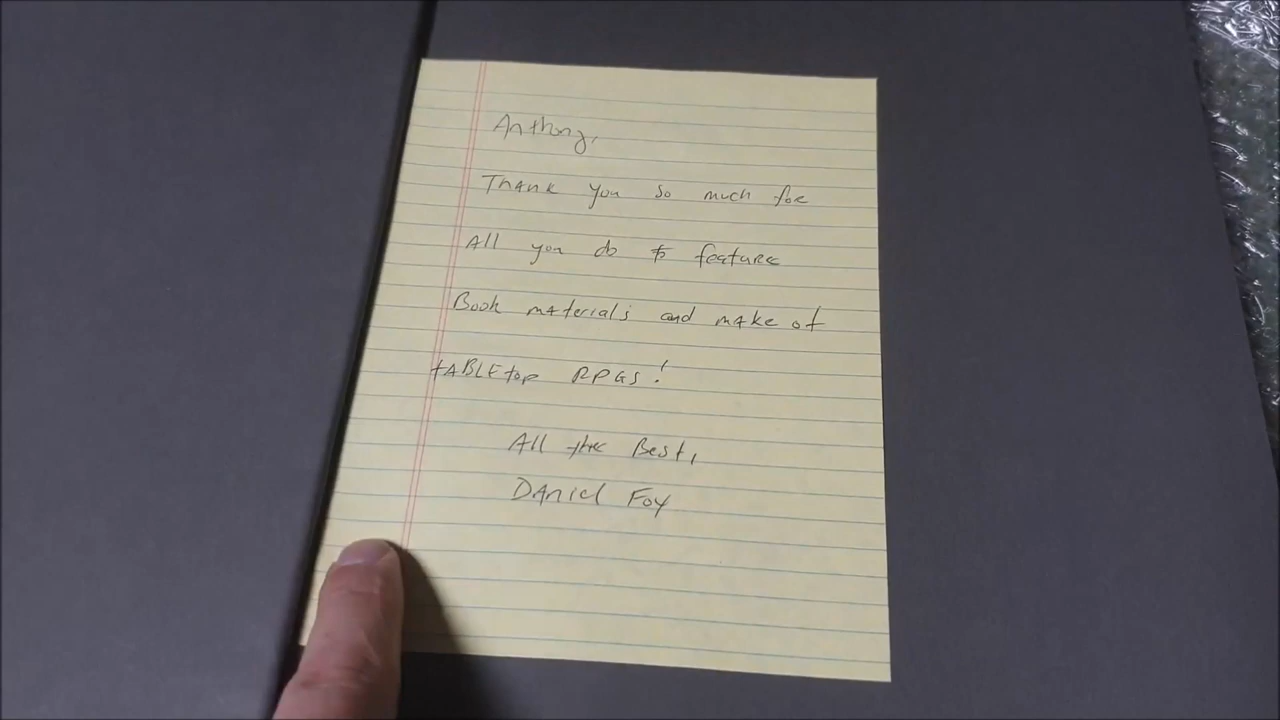 Anthony,
Thank you so much for
All you do to feature
Book materials and make of
tABLEtop RPGS!
All the Best,
DAniel Foy